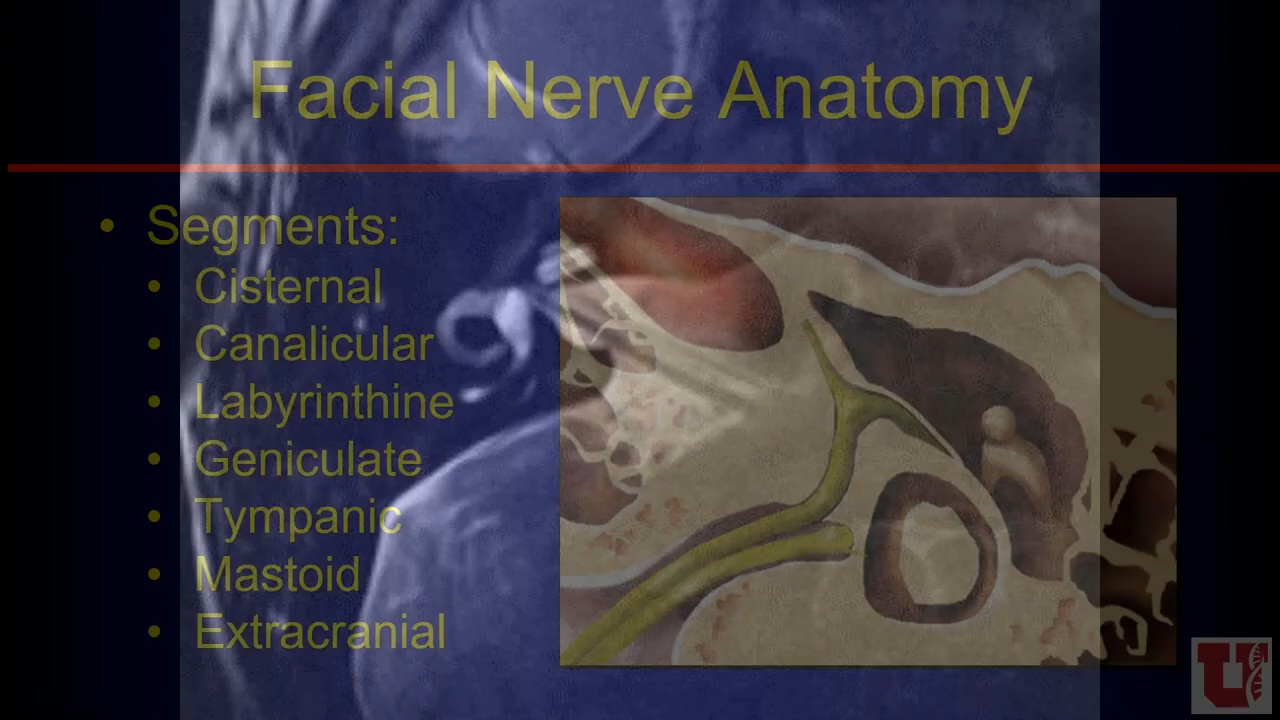 Facial Nerve Anatomy
• Segments:
• Cisternal
• Canalicular
• Labyrinthine
• Geniculate
• Tympanic
• Mastoid
• Extracranial
U